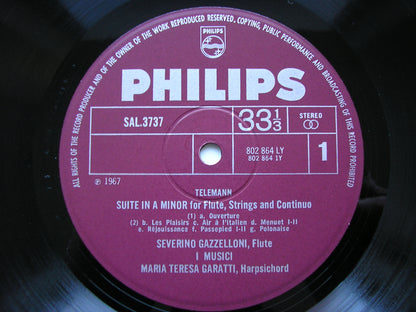 ALL RIGHTS OF THE RECORD PRODUCER AND OF THE OWNER OF THE WORK REPRODUCED RESERVED, COPYING, PUBLIC PERFORMANCE AND BROADCASTING OF THIS RECORD PROHIBITED
PHILIPS
PHILIPS
SAL.3737
33 1/3
STEREO
802 864 LY
802 864 1Y
1
℗ 1967
TELEMANN
SUITE IN A MINOR for Flute, Strings and Continuo
(1) a. Ouverture
(2) b. Les Plaisirs c. Air à l'italien d. Menuet I-II
e. Réjouissance f. Passepied I-II g. Polonaise
SEVERINO GAZZELLONI, Flute
I MUSICI
MARIA TERESA GARATTI, Harpsichord